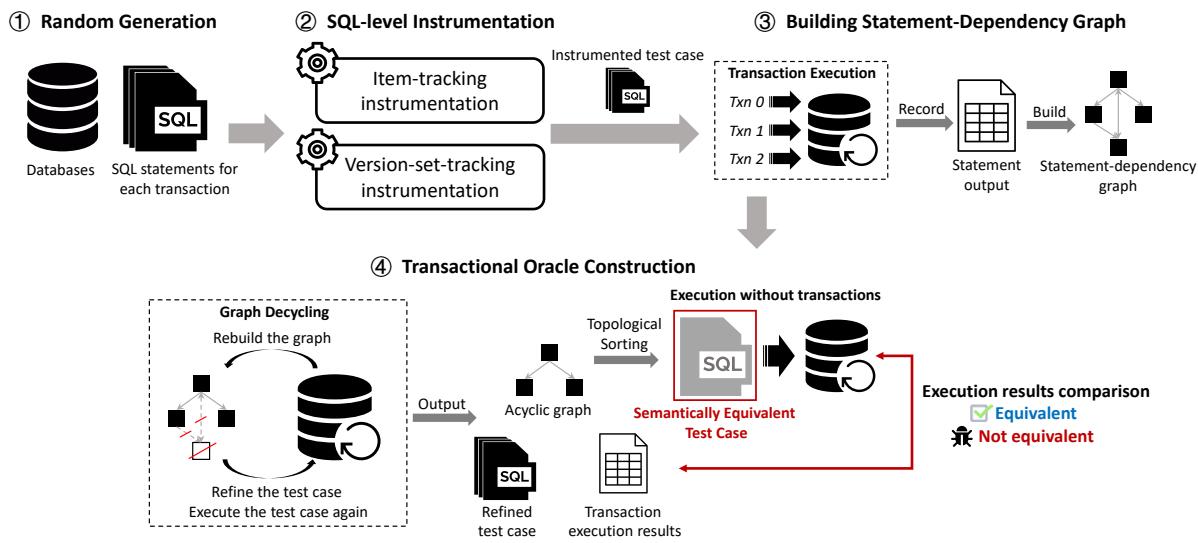 ① Random Generation
Databases
SQL
SQL statements for
each transaction
② SQL-level Instrumentation
Item-tracking
instrumentation
Version-set-tracking
instrumentation
Instrumented test case
SQL
③ Building Statement-Dependency Graph
Transaction Execution
Txn 0
Txn 1
Txn 2
Record
Statement
output
Build
Statement-dependency
graph
④ Transactional Oracle Construction
Graph Decycling
Rebuild the graph
Refine the test case
Execute the test case again
Output
Acyclic graph
SQL
Refined
test case
Transaction
execution results
Topological
Sorting
Execution without transactions
SQL
Semantically Equivalent
Test Case
Execution results comparison
Equivalent
Not equivalent